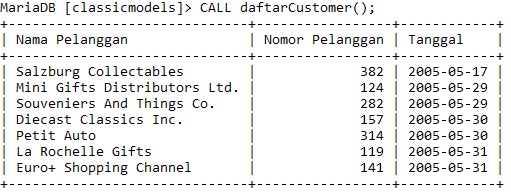 MariaDB [classicmodels]> CALL daftarCustomer();
+------------------------------+-----------------+------------+
| Nama Pelanggan               | Nomor Pelanggan | Tanggal    |
+------------------------------+-----------------+------------+
| Salzburg Collectables        |             382 | 2005-05-17 |
| Mini Gifts Distributors Ltd. |             124 | 2005-05-29 |
| Souveniers And Things Co.    |             282 | 2005-05-29 |
| Diecast Classics Inc.        |             157 | 2005-05-30 |
| Petit Auto                   |             314 | 2005-05-30 |
| La Rochelle Gifts            |             119 | 2005-05-31 |
| Euro+ Shopping Channel       |             141 | 2005-05-31 |
+------------------------------+-----------------+------------+